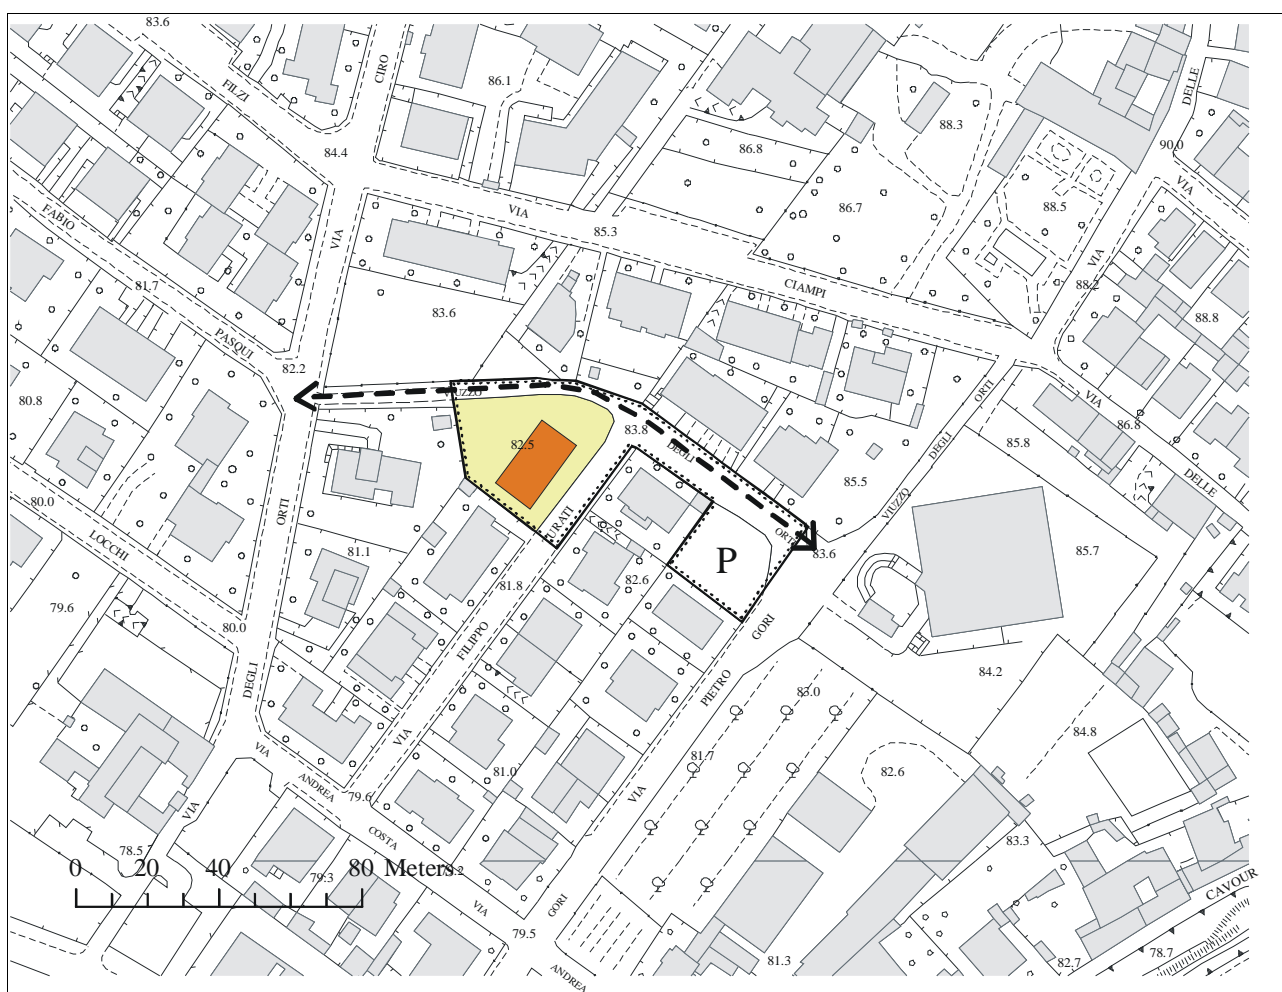 83.6
FILZI
CIRO
86.1
DELLE
84.4
86.8
88.3
90.0
FABIO
VIA
85.3
86.7
88.5
VIA
VIA
VIA
81.7
83.6
CIAMPI
88.2
88.8
PASQUI
82.2
80.8
VIUZZO
ORTI
VIA
82.5
83.8
DEGLI
DEGLI
85.8
86.8
80.0
ORTI
85.5
VIUZZO
DELLE
LOCCHI
81.1
TURATI
P
ORTI
83.6
85.7
79.6
81.8
82.6
80.0
FILIPPO
GORI
DEGLI
PIETRO
83.0
84.2
VIA
VIA
81.7
84.8
ANDREA
79.6
81.0
VIA
82.6
VIA
COSTA
78.5
83.3
0 20 40 80 Meters
79.3
CAVOUR
VIA
GORI
79.5
ANDREA
81.3
82.7
78.7